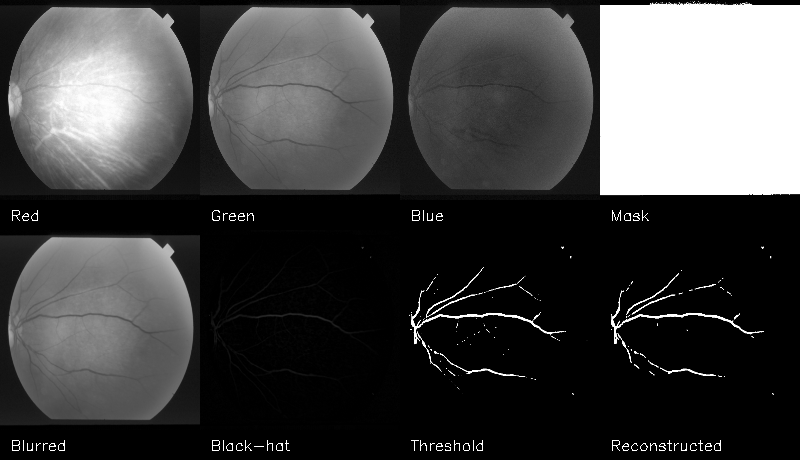 Red
Green
Blue
Mask
Blurred
Black-hat
Threshold
Reconstructed